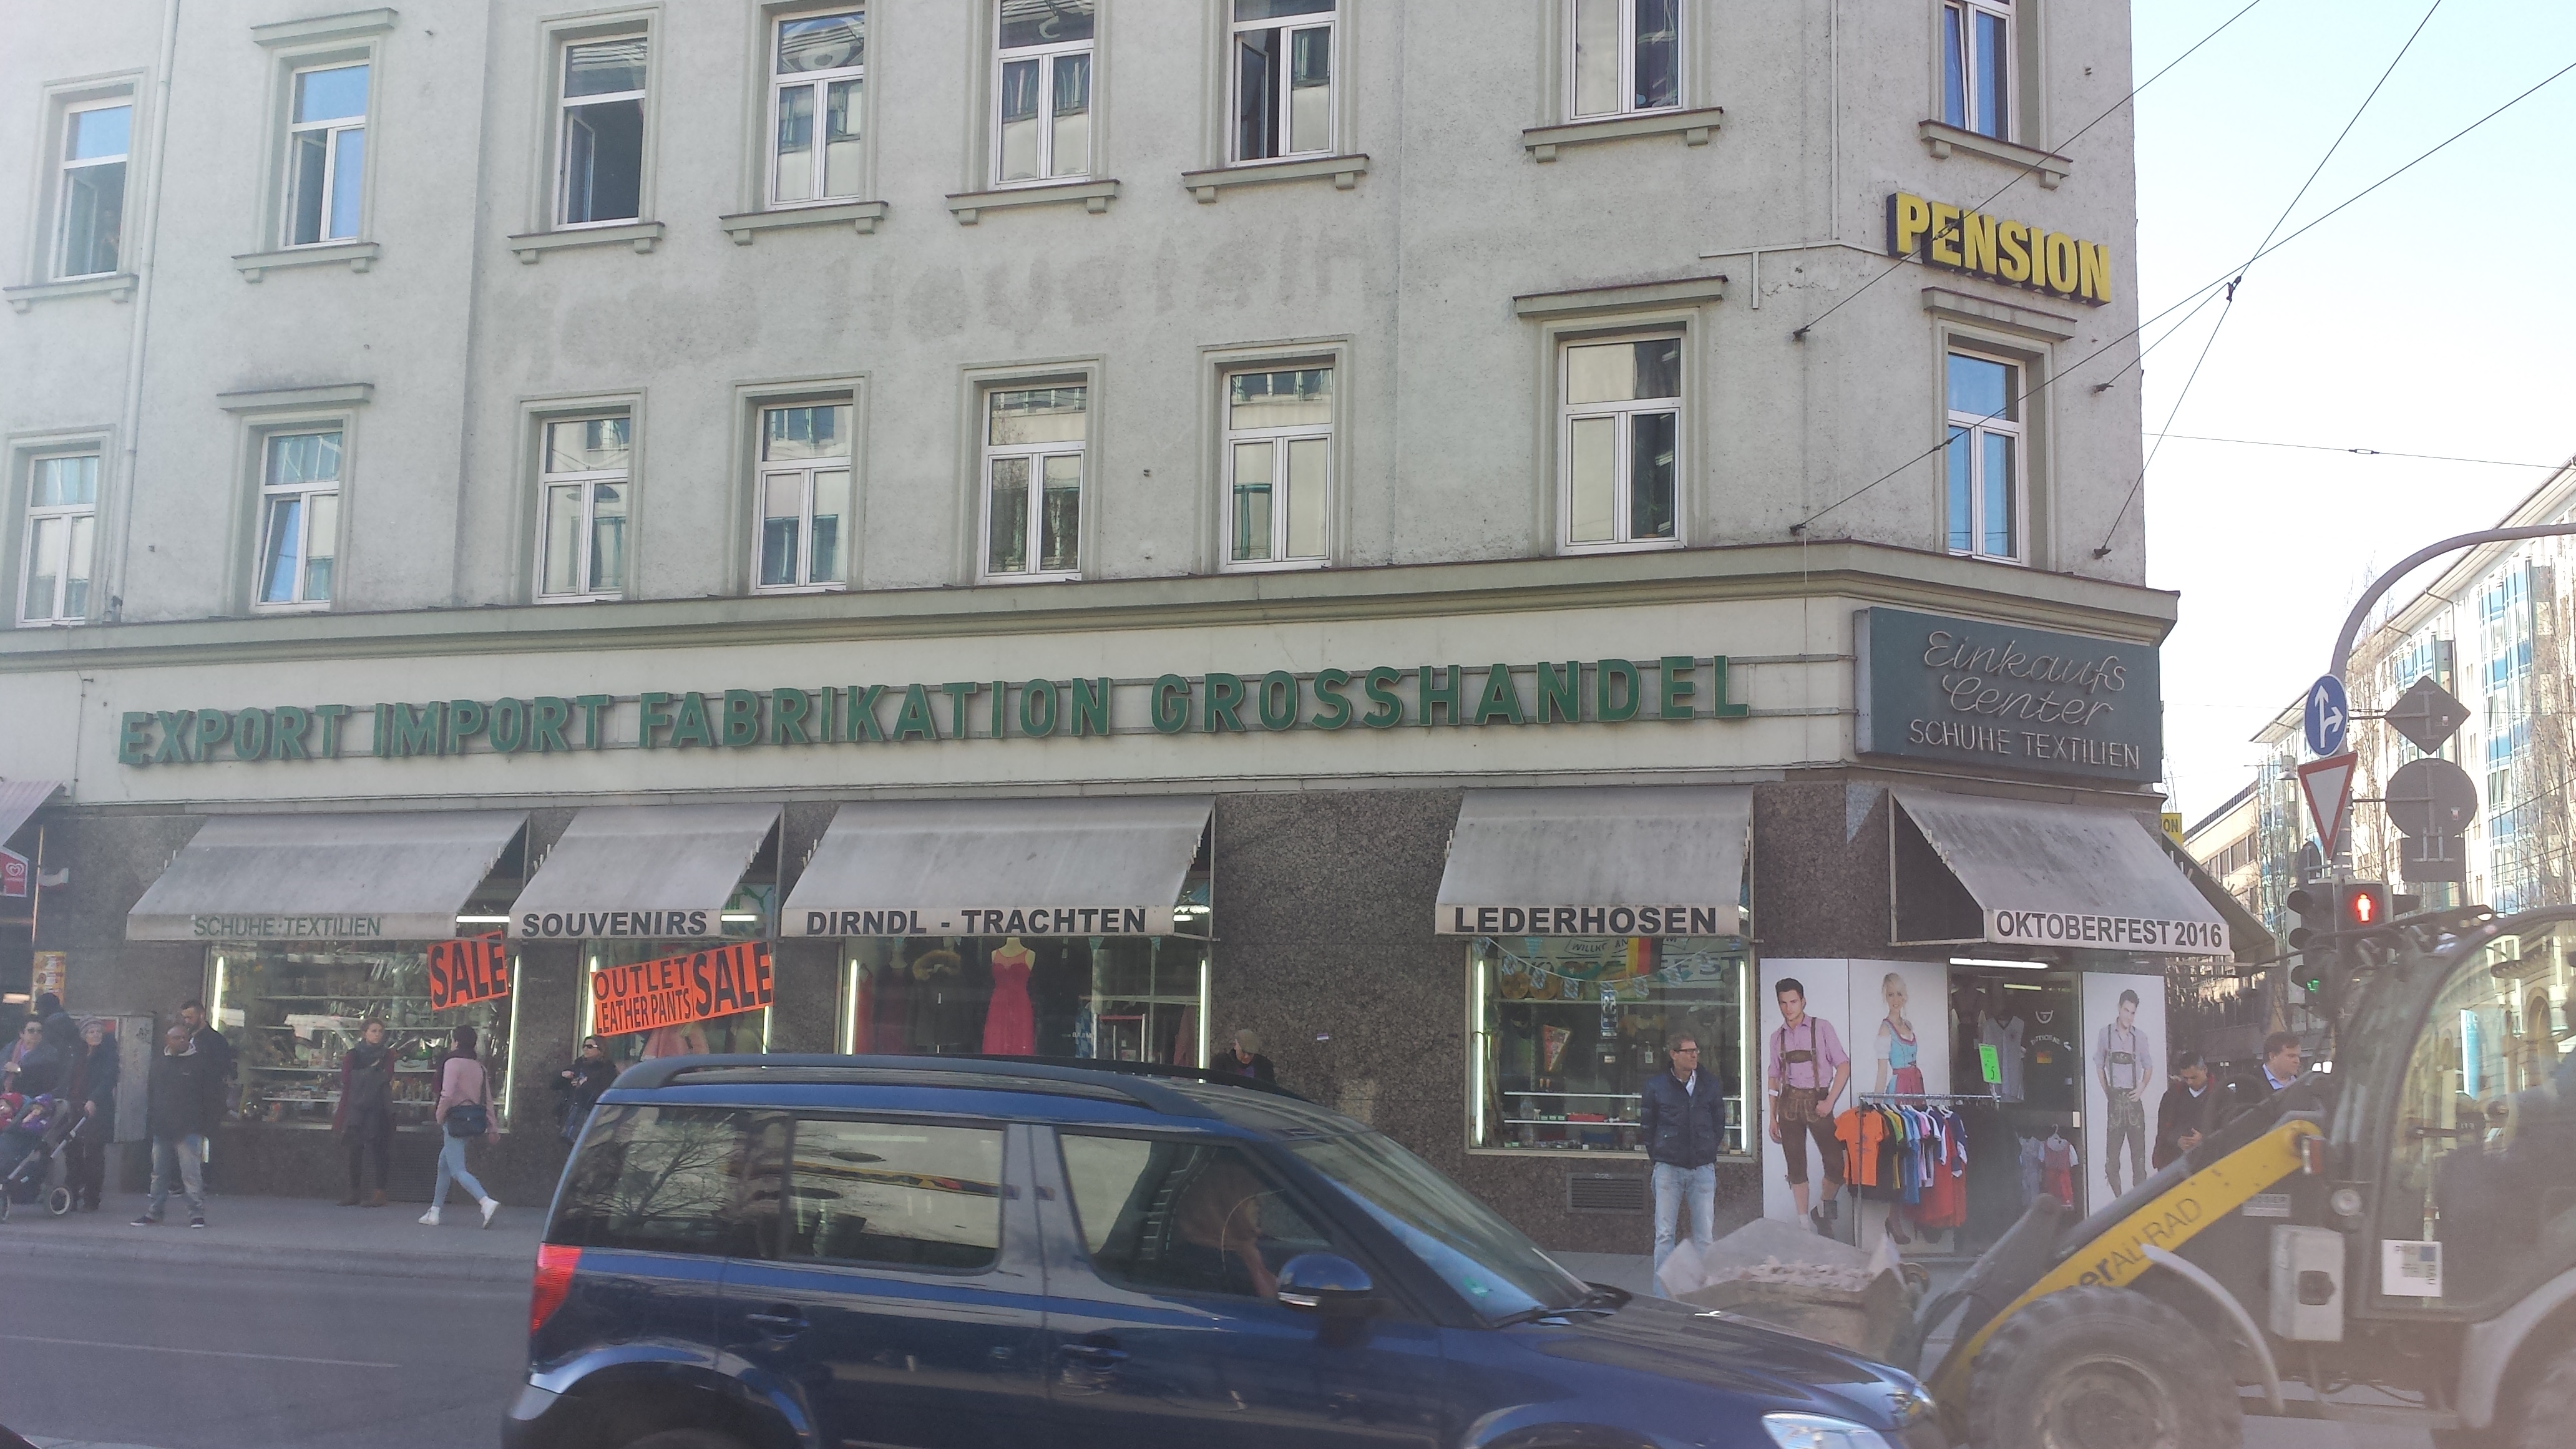 PENSION
EXPORT IMPORT FABRIKATION GROSSHANDEL
Einkaufs
Center
SCHUHE TEXTILIEN
SCHUHE-TEXTILIEN
SOUVENIRS
DIRNDL - TRACHTEN
LEDERHOSEN
OKTOBERFEST 2016
SALE
OUTLET
LEATHER PANTS
SALE
ALLRAD